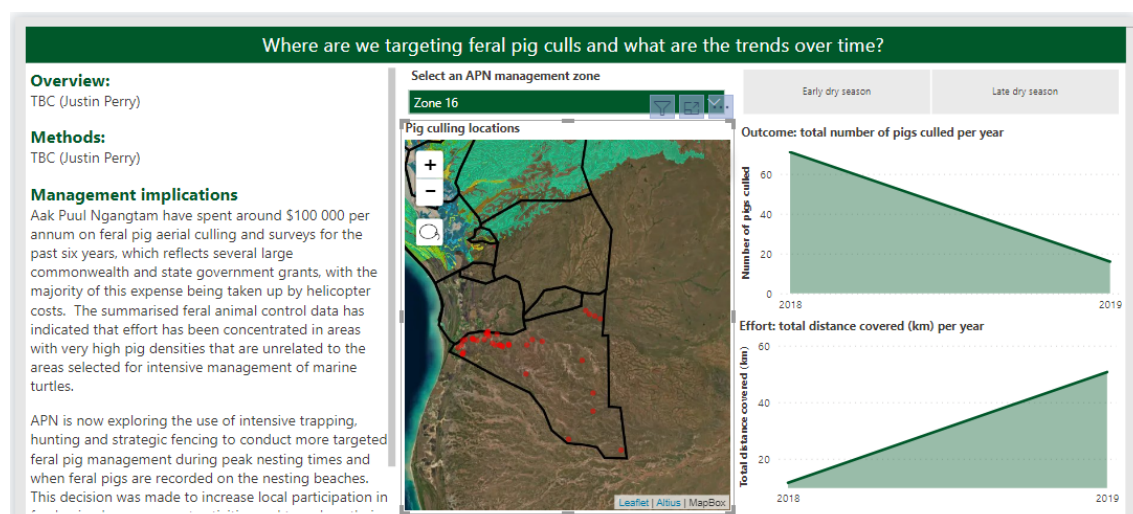 Where are we targeting feral pig culls and what are the trends over time?
Overview:
TBC (Justin Perry)
Methods:
TBC (Justin Perry)
Management implications
Aak Puul Ngangtam have spent around $100 000 per
annum on feral pig aerial culling and surveys for the
past six years, which reflects several large
commonwealth and state government grants, with the
majority of this expense being taken up by helicopter
costs. The summarised feral animal control data has
indicated that effort has been concentrated in areas
with very high pig densities that are unrelated to the
areas selected for intensive management of marine
turtles.
APN is now exploring the use of intensive trapping,
hunting and strategic fencing to conduct more targeted
feral pig management during peak nesting times and
when feral pigs are recorded on the nesting beaches.
This decision was made to increase local participation in
Select an APN management zone
Zone 16
Pig culling locations
+
−
Leaflet | Altius | MapBox
Early dry season
Late dry season
Outcome: total number of pigs culled per year
Number of pigs culled
60
40
20
0
2018
2019
Effort: total distance covered (km) per year
Total distance covered (km)
60
40
20
2018
2019